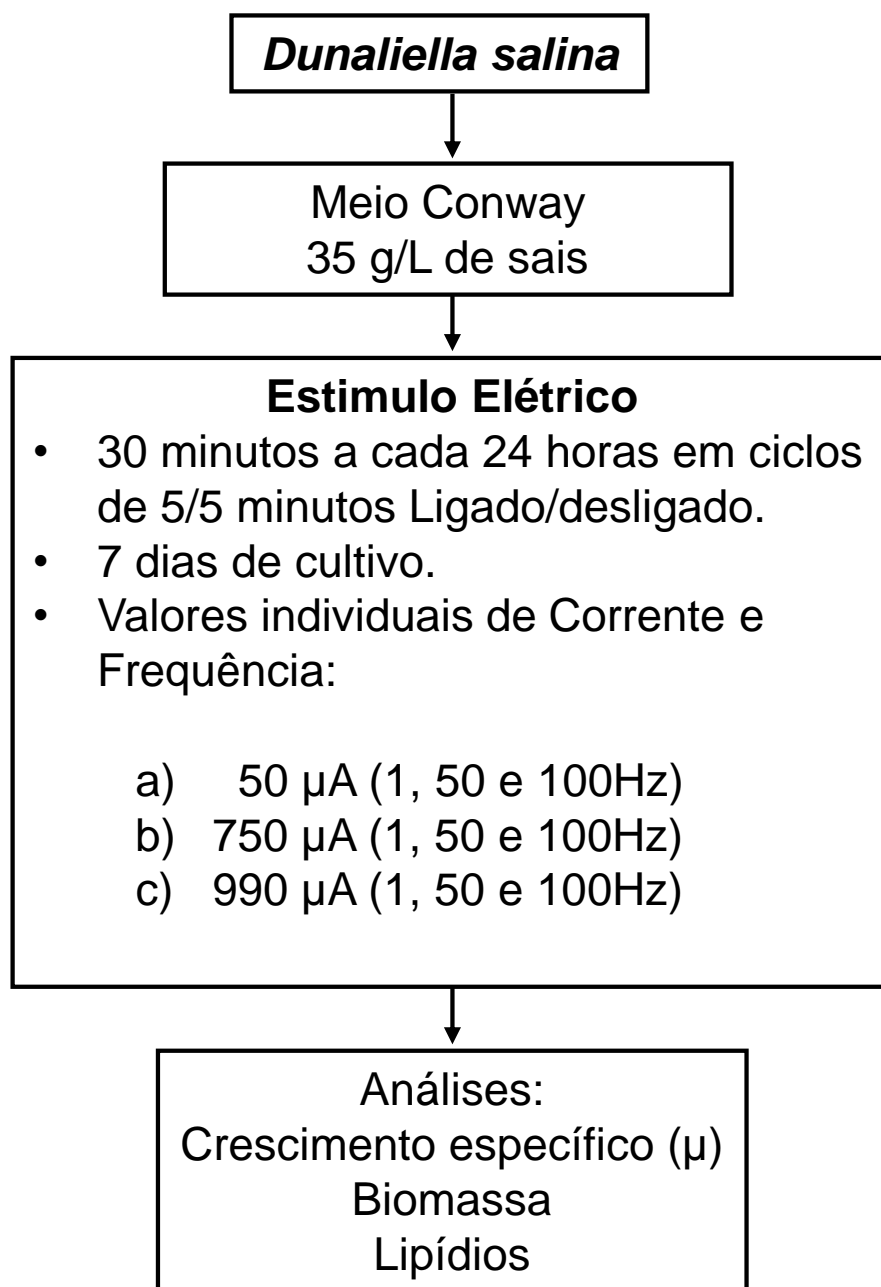 Dunaliella salina
Meio Conway
35 g/L de sais
Estimulo Elétrico
• 30 minutos a cada 24 horas em ciclos
de 5/5 minutos Ligado/desligado.
• 7 dias de cultivo.
• Valores individuais de Corrente e
Frequência:
a) 50 µA (1, 50 e 100Hz)
b) 750 µA (1, 50 e 100Hz)
c) 990 µA (1, 50 e 100Hz)
Análises:
Crescimento específico (µ)
Biomassa
Lipídios